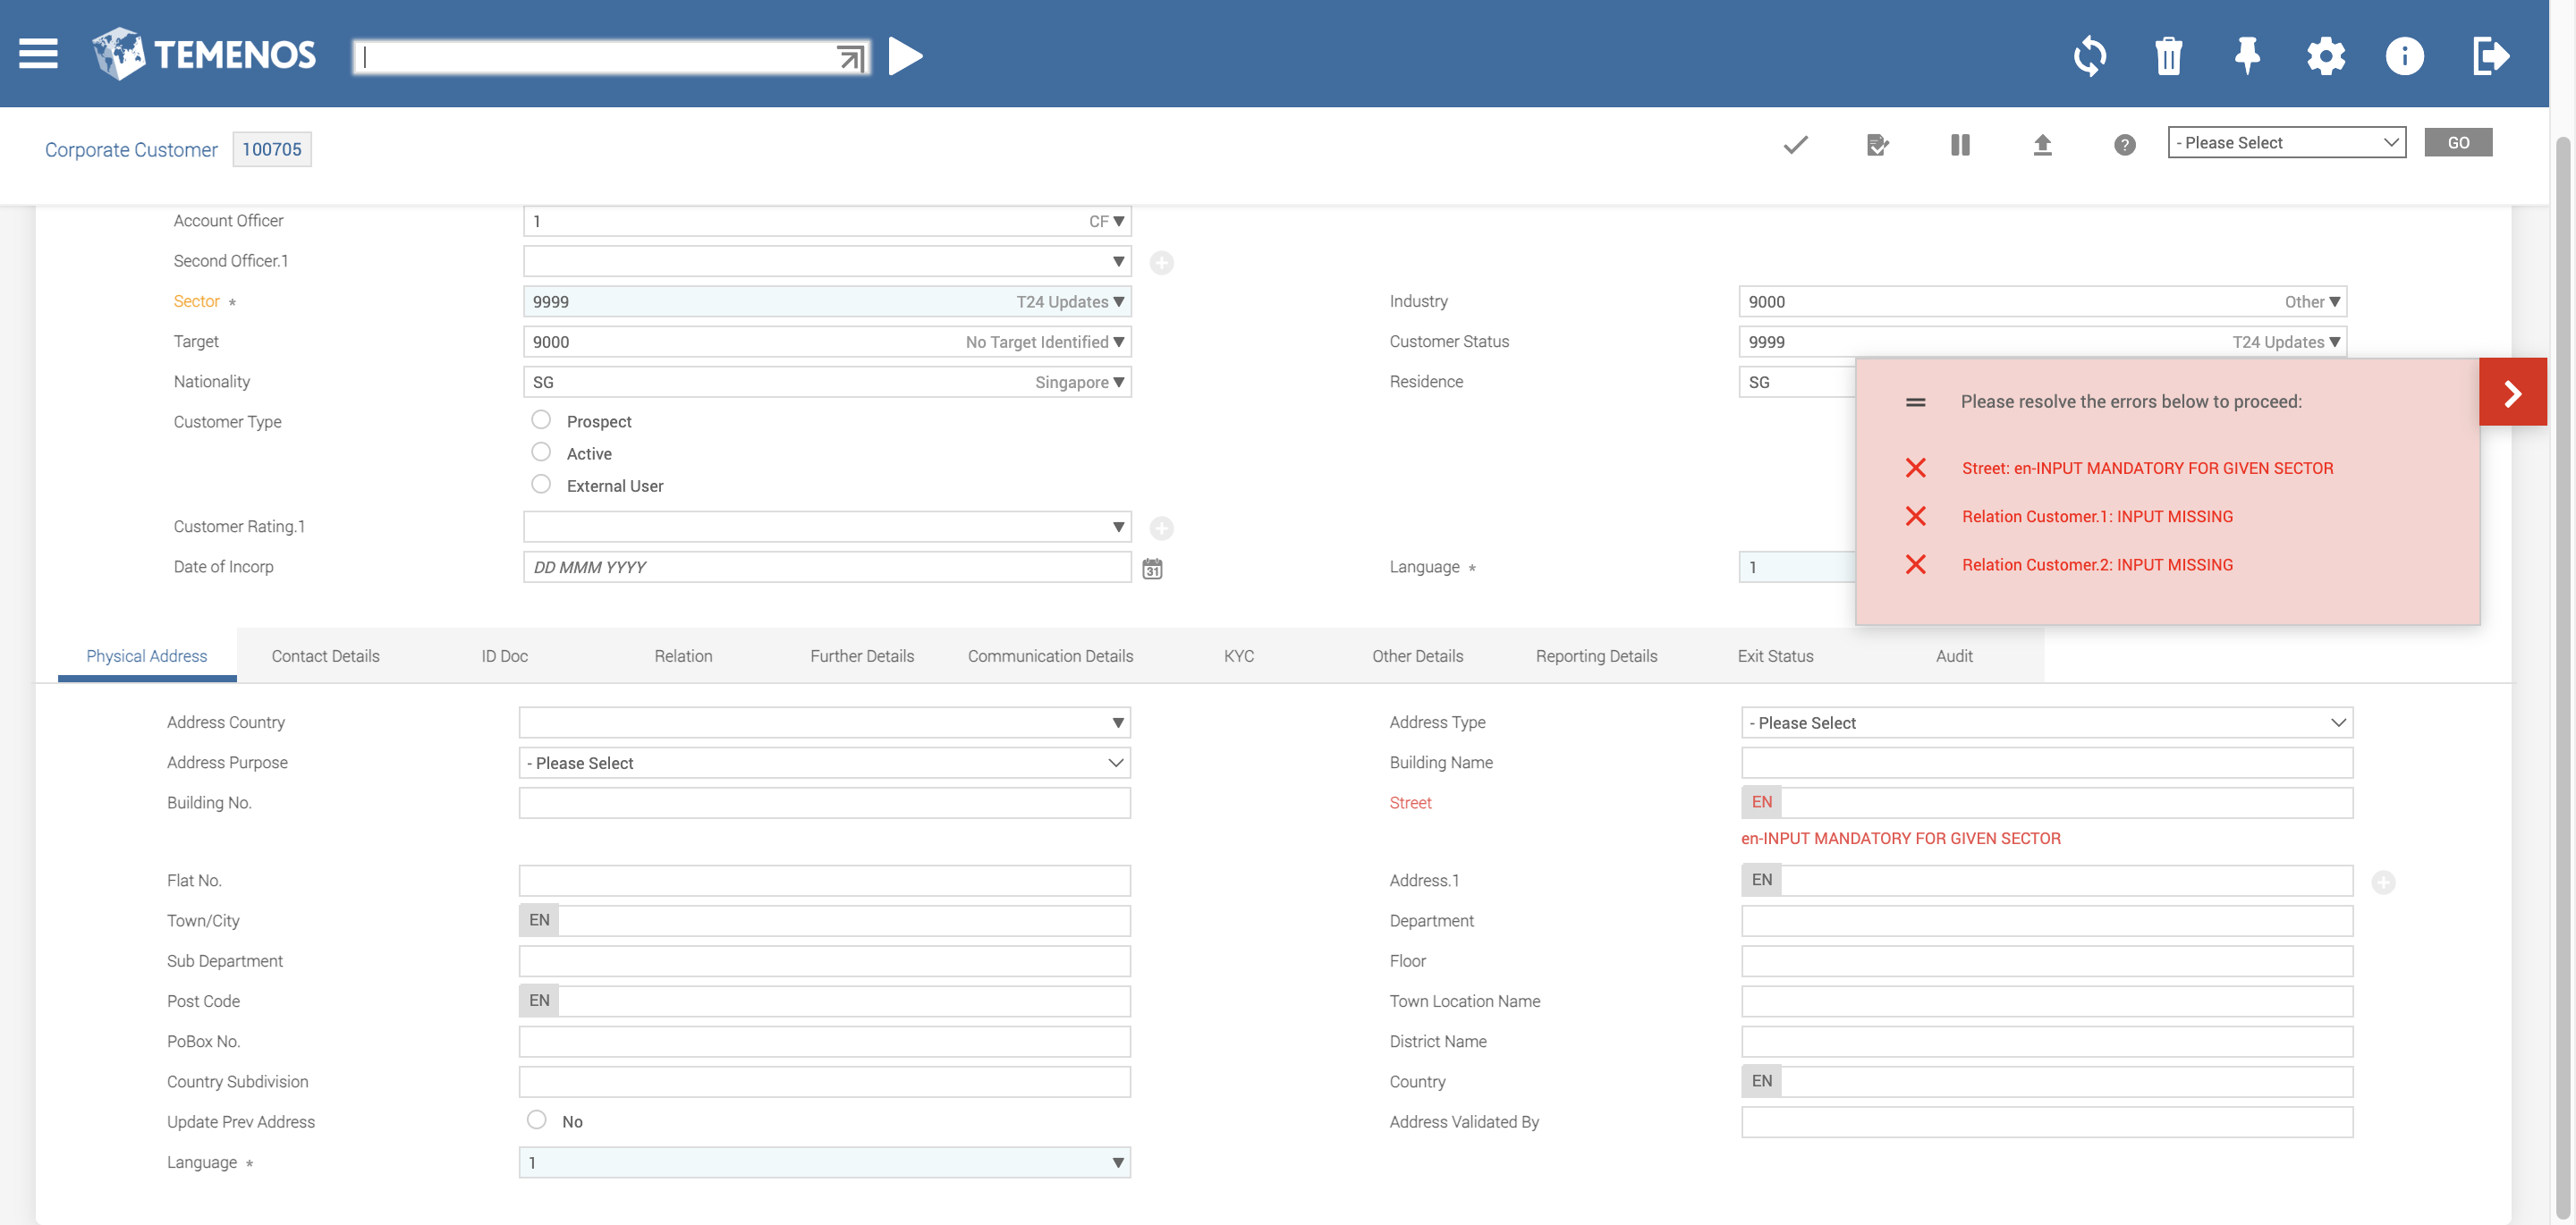 TEMENOS
Corporate Customer 100705
- Please Select GO
Account Officer 1 CF
Second Officer.1
Sector * 9999 T24 Updates Industry 9000 Other
Target 9000 No Target Identified Customer Status 9999 T24 Updates
Nationality SG Singapore Residence SG
Please resolve the errors below to proceed:
Street: en-INPUT MANDATORY FOR GIVEN SECTOR
Relation Customer.1: INPUT MISSING
Relation Customer.2: INPUT MISSING
Customer Type Prospect
Active
External User
Customer Rating.1
Date of Incorp DD MMM YYYY 31 Language * 1
Physical Address Contact Details ID Doc Relation Further Details Communication Details KYC Other Details Reporting Details Exit Status Audit
Address Country Address Type - Please Select
Address Purpose - Please Select Building Name
Building No. Street EN
en-INPUT MANDATORY FOR GIVEN SECTOR
Flat No. Address.1 EN
Town/City EN Department
Sub Department Floor
Post Code EN Town Location Name
PoBox No. District Name
Country Subdivision Country EN
Update Prev Address No Address Validated By
Language * 1